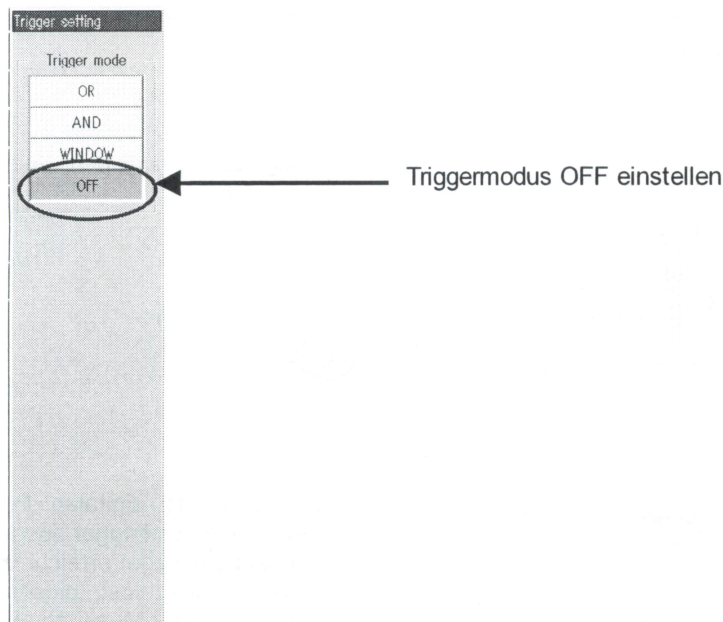 Trigger setting
Trigger mode
OR
AND
WINDOW
OFF
Triggermodus OFF einstellen